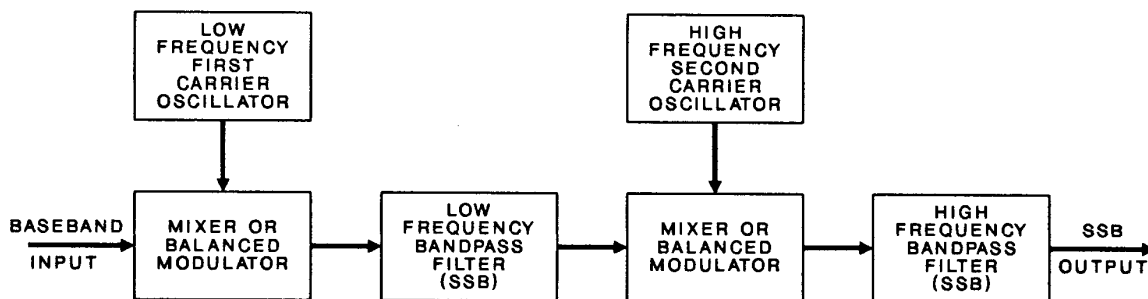 LOW
FREQUENCY
FIRST
CARRIER
OSCILLATOR
HIGH
FREQUENCY
SECOND
CARRIER
OSCILLATOR
BASEBAND
INPUT
MIXER OR
BALANCED
MODULATOR
LOW
FREQUENCY
BANDPASS
FILTER
(SSB)
MIXER OR
BALANCED
MODULATOR
HIGH
FREQUENCY
BANDPASS
FILTER
(SSB)
SSB
OUTPUT